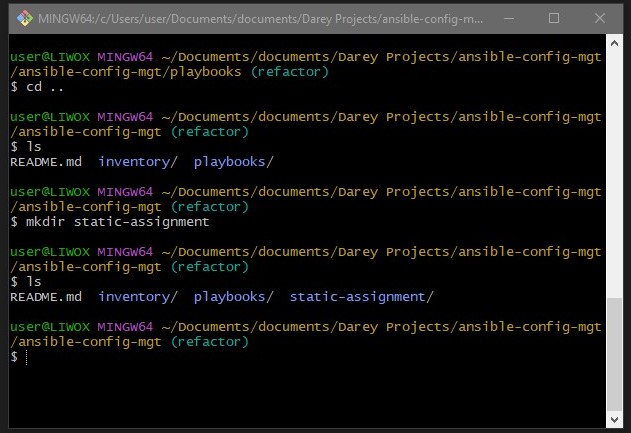 MINGW64:/c/Users/user/Documents/documents/Darey Projects/ansible-config-m...
user@LIWOX MINGW64 ~/Documents/documents/Darey Projects/ansible-config-mgt
/ansible-config-mgt/playbooks (refactor)
$ cd ..
user@LIWOX MINGW64 ~/Documents/documents/Darey Projects/ansible-config-mgt
/ansible-config-mgt (refactor)
$ ls
README.md  inventory/  playbooks/
user@LIWOX MINGW64 ~/Documents/documents/Darey Projects/ansible-config-mgt
/ansible-config-mgt (refactor)
$ mkdir static-assignment
user@LIWOX MINGW64 ~/Documents/documents/Darey Projects/ansible-config-mgt
/ansible-config-mgt (refactor)
$ ls
README.md  inventory/  playbooks/  static-assignment/
user@LIWOX MINGW64 ~/Documents/documents/Darey Projects/ansible-config-mgt
/ansible-config-mgt (refactor)
$